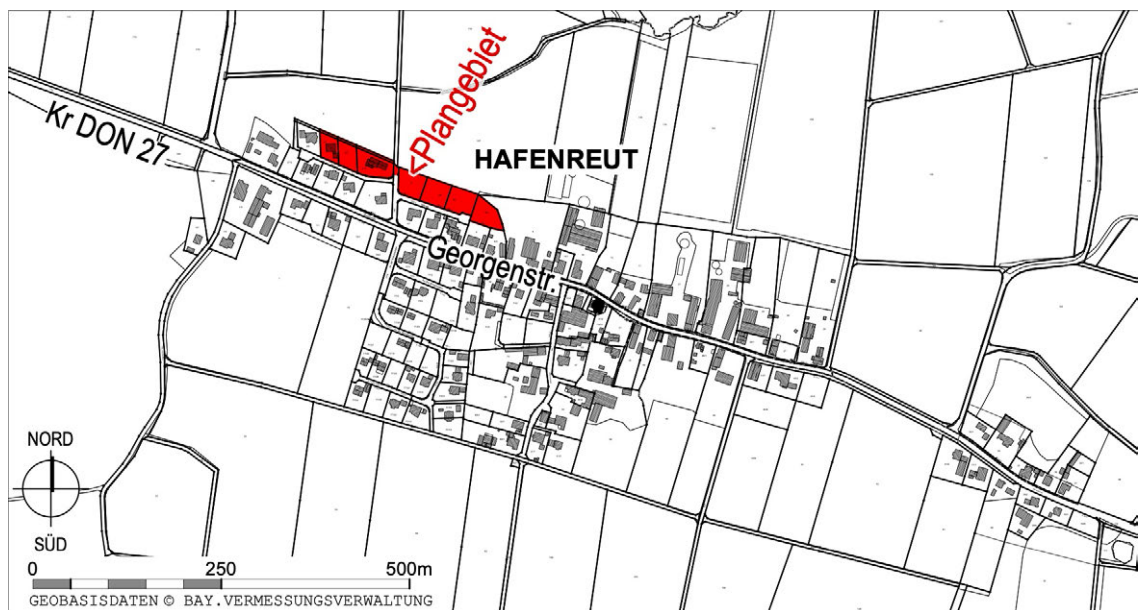 Kr DON 27
<Plangebiet
HAFENREUT
Georgenstr.
NORD
SÜD
0 250 500m
GEOBASISDATEN © BAY.VERMESSUNGSVERWALTUNG